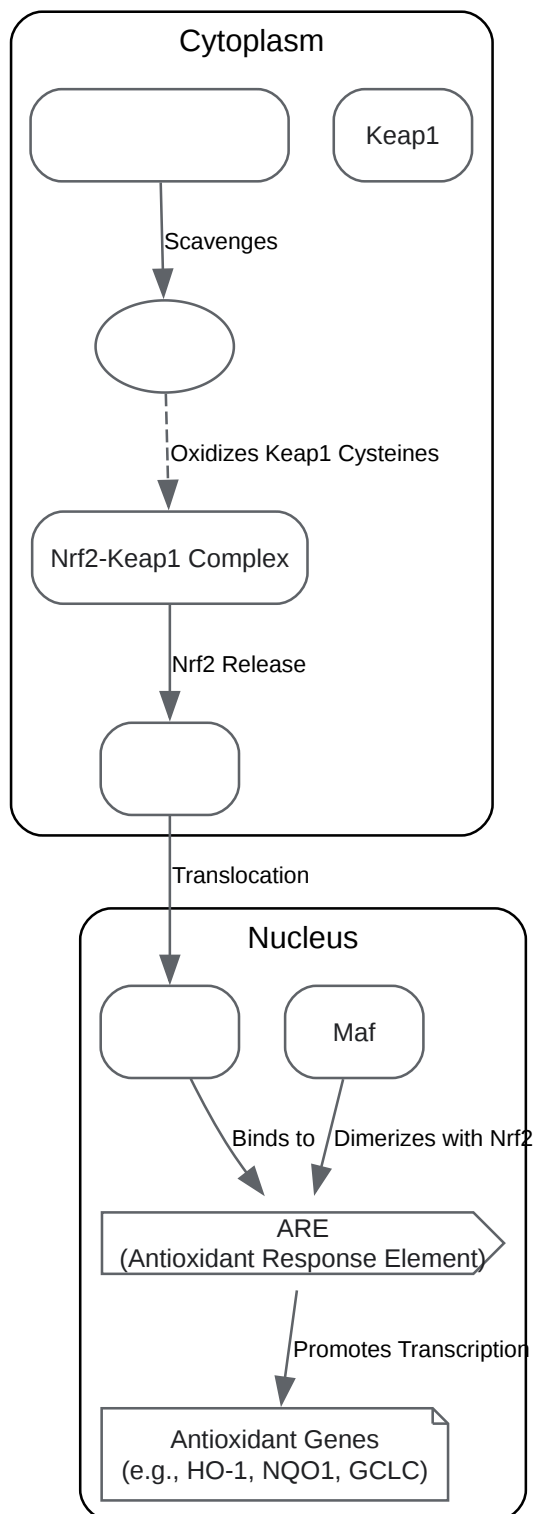 Cytoplasm
Keap1
Scavenges
Oxidizes Keap1 Cysteines
Nrf2-Keap1 Complex
Nrf2 Release
Translocation
Nucleus
Maf
Binds to
Dimerizes with Nrf2
ARE
(Antioxidant Response Element)
Promotes Transcription
Antioxidant Genes
(e.g., HO-1, NQO1, GCLC)